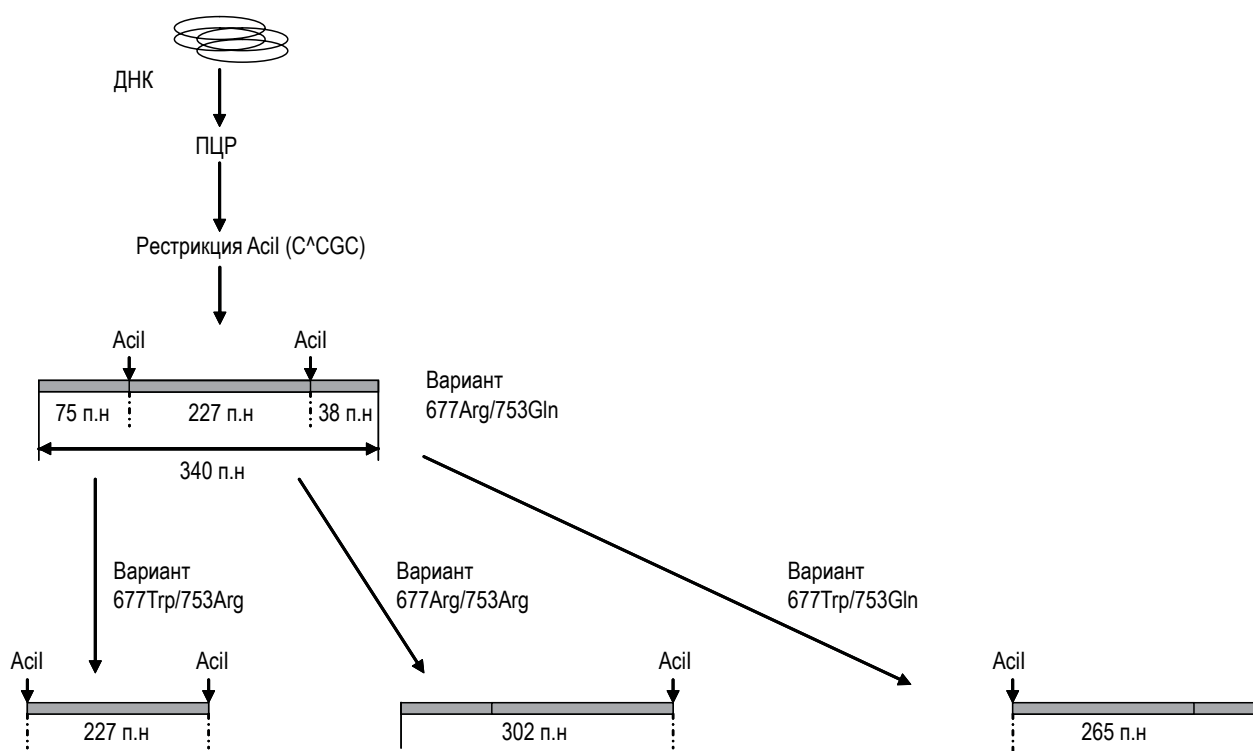 ДНК
ПЦР
Рестрикция AciI (C^CGC)
AciI
AciI
75 п.н
227 п.н
38 п.н
340 п.н
Вариант
677Arg/753Gln
Вариант
677Trp/753Arg
Вариант
677Arg/753Arg
Вариант
677Trp/753Gln
AciI
AciI
AciI
AciI
227 п.н
302 п.н
265 п.н